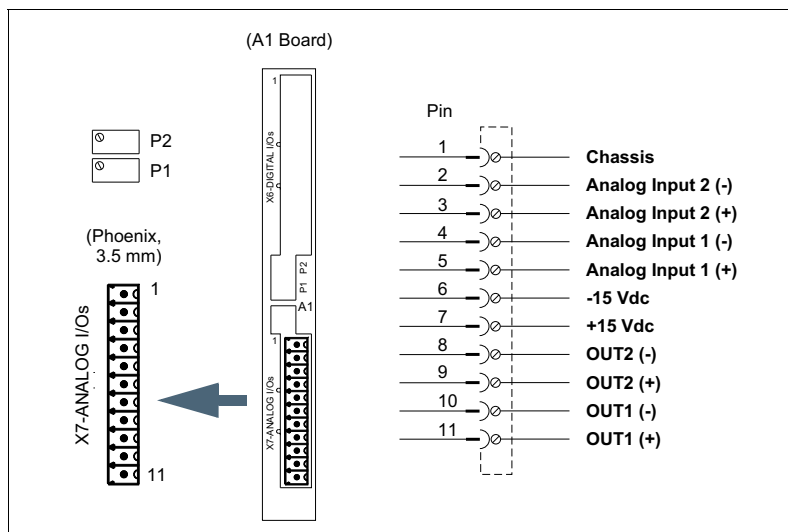 (A1 Board)
1
X6-DIGITAL I/Os
P1 P2
A1
1
X7-ANALOG I/Os
P2
P1
(Phoenix,
3.5 mm)
X7-ANALOG I/Os
1
11
Pin
1 Chassis
2 Analog Input 2 (-)
3 Analog Input 2 (+)
4 Analog Input 1 (-)
5 Analog Input 1 (+)
6 -15 Vdc
7 +15 Vdc
8 OUT2 (-)
9 OUT2 (+)
10 OUT1 (-)
11 OUT1 (+)